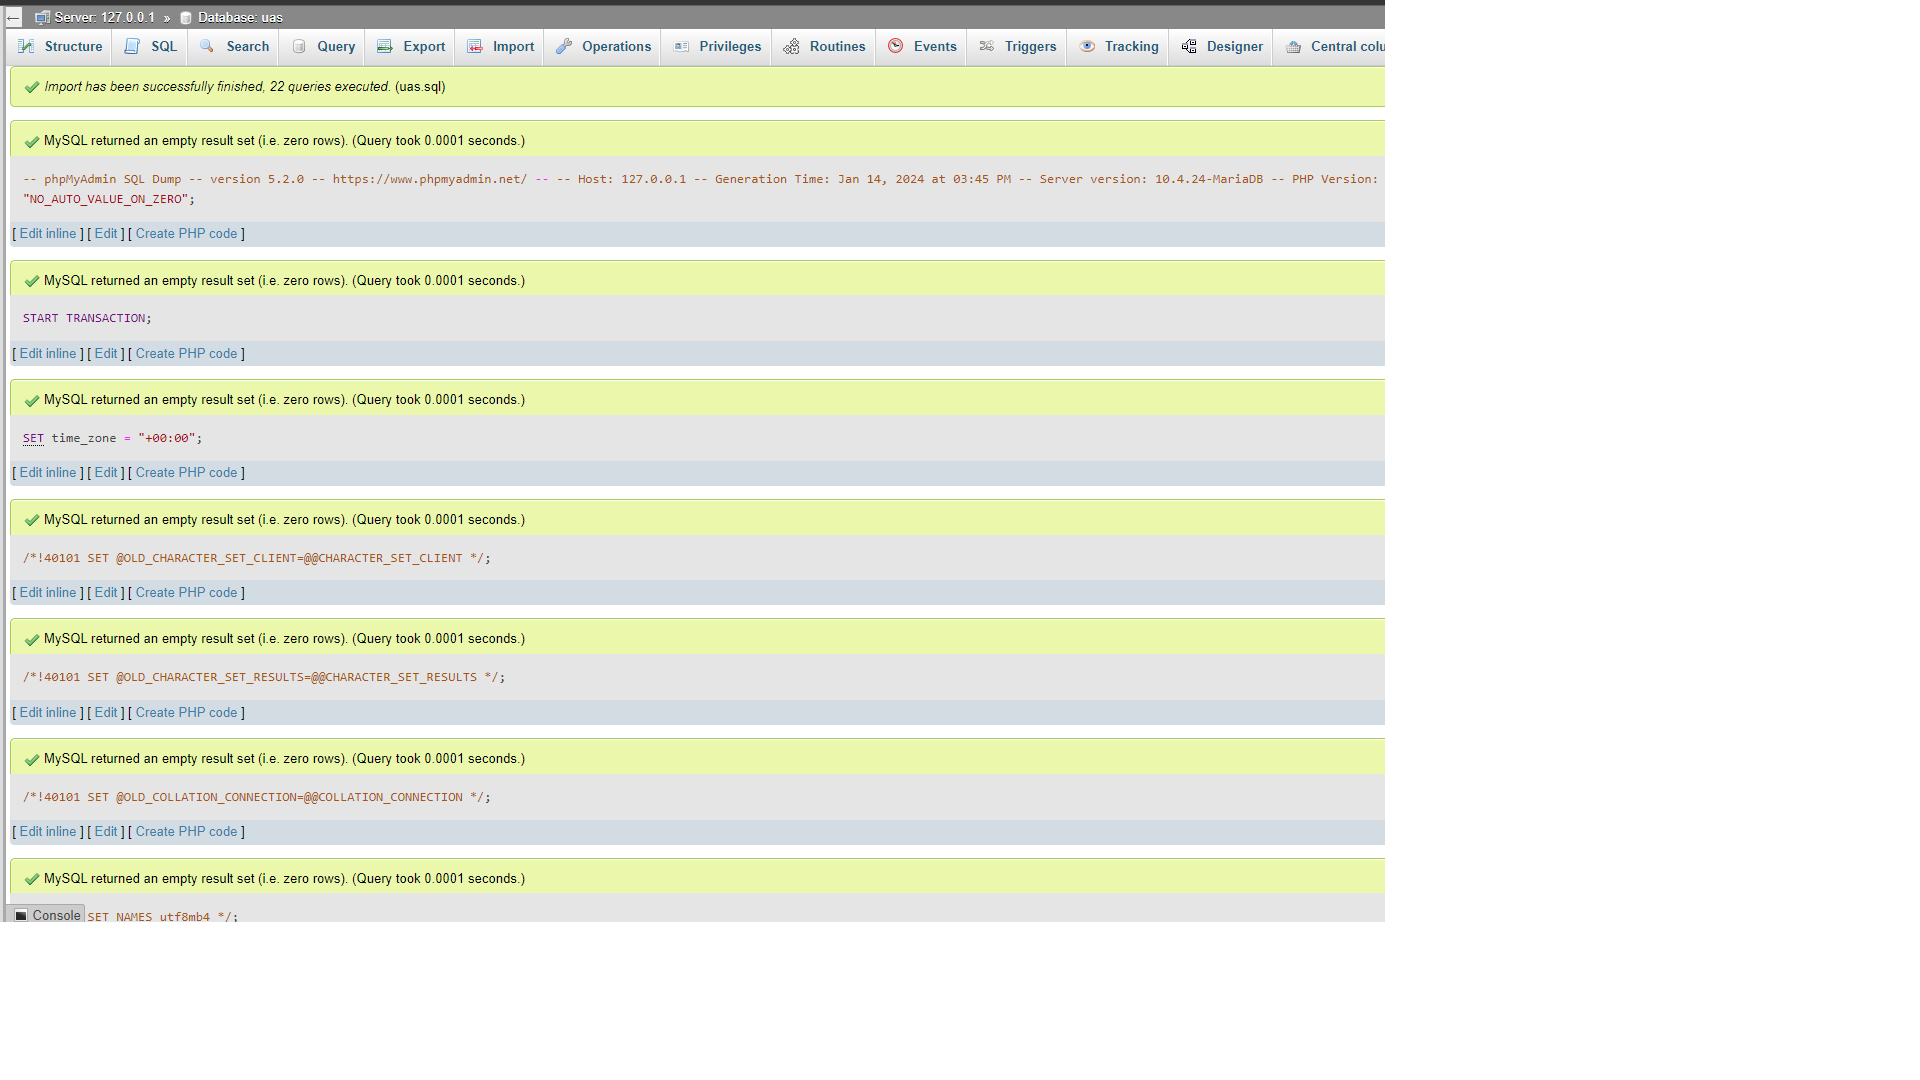 ← Server: 127.0.0.1 » Database: uas
Structure SQL Search Query Export Import Operations Privileges Routines Events Triggers Tracking Designer Central colu
Import has been successfully finished, 22 queries executed. (uas.sql)
MySQL returned an empty result set (i.e. zero rows). (Query took 0.0001 seconds.)
-- phpMyAdmin SQL Dump -- version 5.2.0 -- https://www.phpmyadmin.net/ -- -- Host: 127.0.0.1 -- Generation Time: Jan 14, 2024 at 03:45 PM -- Server version: 10.4.24-MariaDB -- PHP Version:
"NO_AUTO_VALUE_ON_ZERO";
[ Edit inline ] [ Edit ] [ Create PHP code ]
MySQL returned an empty result set (i.e. zero rows). (Query took 0.0001 seconds.)
START TRANSACTION;
[ Edit inline ] [ Edit ] [ Create PHP code ]
MySQL returned an empty result set (i.e. zero rows). (Query took 0.0001 seconds.)
SET time_zone = "+00:00";
[ Edit inline ] [ Edit ] [ Create PHP code ]
MySQL returned an empty result set (i.e. zero rows). (Query took 0.0001 seconds.)
/*!40101 SET @OLD_CHARACTER_SET_CLIENT=@@CHARACTER_SET_CLIENT */;
[ Edit inline ] [ Edit ] [ Create PHP code ]
MySQL returned an empty result set (i.e. zero rows). (Query took 0.0001 seconds.)
/*!40101 SET @OLD_CHARACTER_SET_RESULTS=@@CHARACTER_SET_RESULTS */;
[ Edit inline ] [ Edit ] [ Create PHP code ]
MySQL returned an empty result set (i.e. zero rows). (Query took 0.0001 seconds.)
/*!40101 SET @OLD_COLLATION_CONNECTION=@@COLLATION_CONNECTION */;
[ Edit inline ] [ Edit ] [ Create PHP code ]
MySQL returned an empty result set (i.e. zero rows). (Query took 0.0001 seconds.)
Console SET NAMES utf8mb4 */;